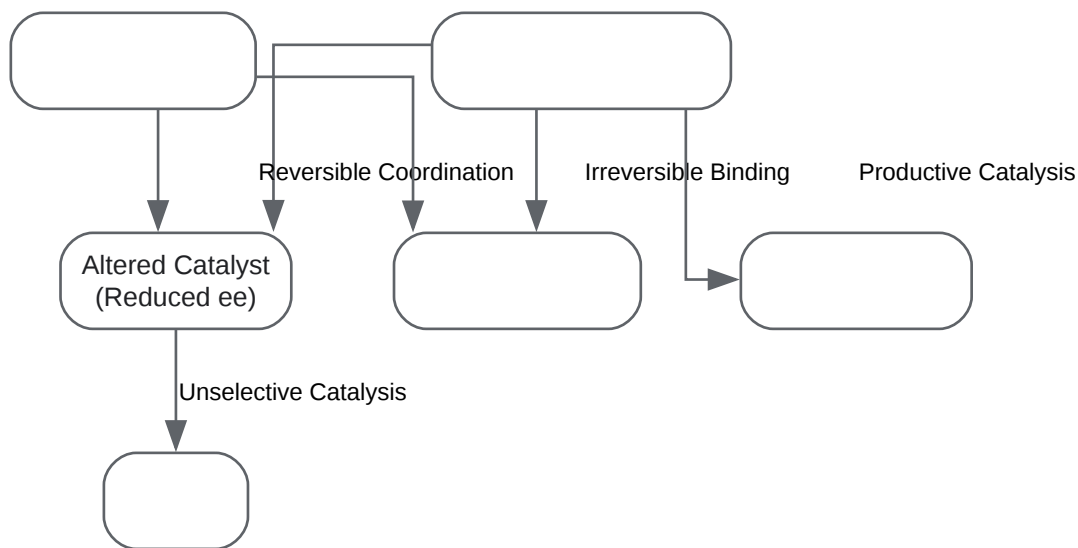 Reversible Coordination
Irreversible Binding
Productive Catalysis
Altered Catalyst
(Reduced ee)
Unselective Catalysis